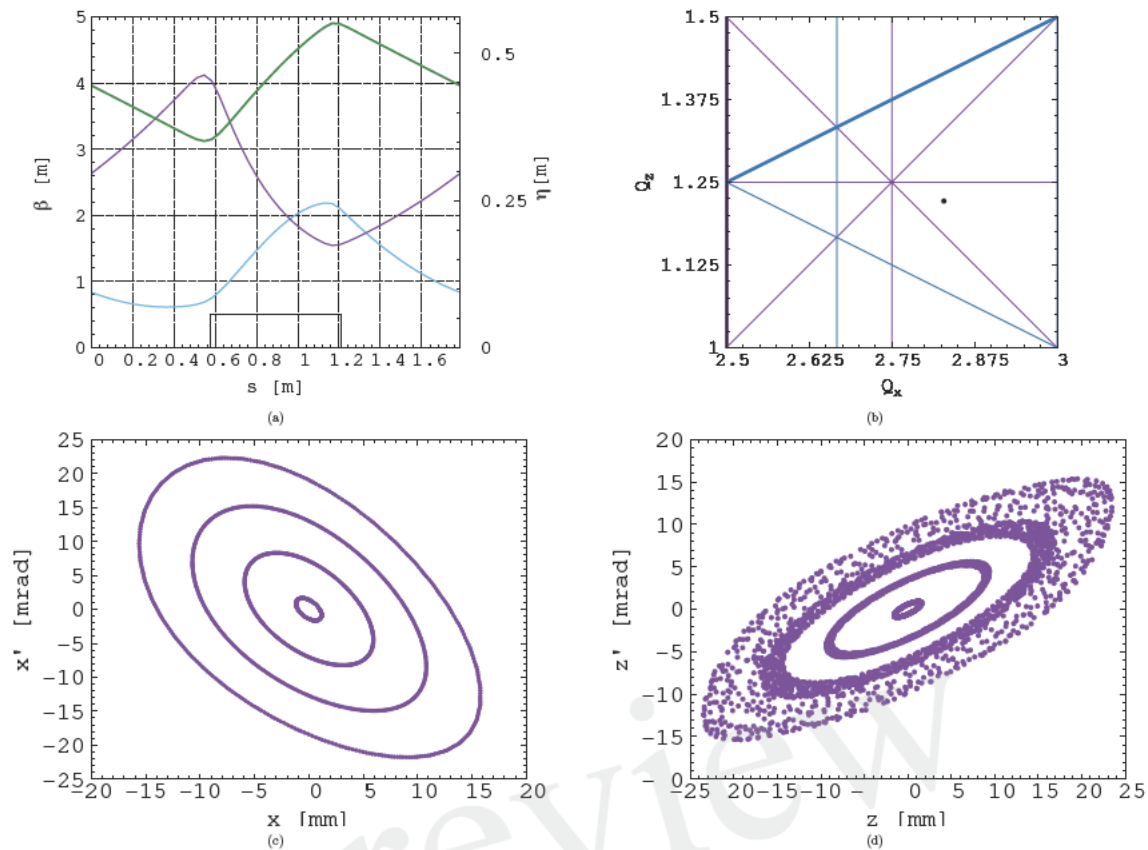 5
4
3
2
1
0
β [m]
0.5
0.25
0
η [m]
0 0.2 0.4 0.6 0.8 1 1.2 1.4 1.6
s [m]
(a)
1.5
1.375
1.25
1.125
1
Q_z
2.5 2.625 2.75 2.875 3
Q_x
(b)
25
20
15
10
5
0
-5
-10
-15
-20
-25
x' [mrad]
-20 -15 -10 -5 0 5 10 15 20
x [mm]
(c)
20
15
10
5
0
-5
-10
-15
0
z' [mrad]
-25 20 -15 -10 -5 0 5 10 15 20 25
z [mm]
(d)
review